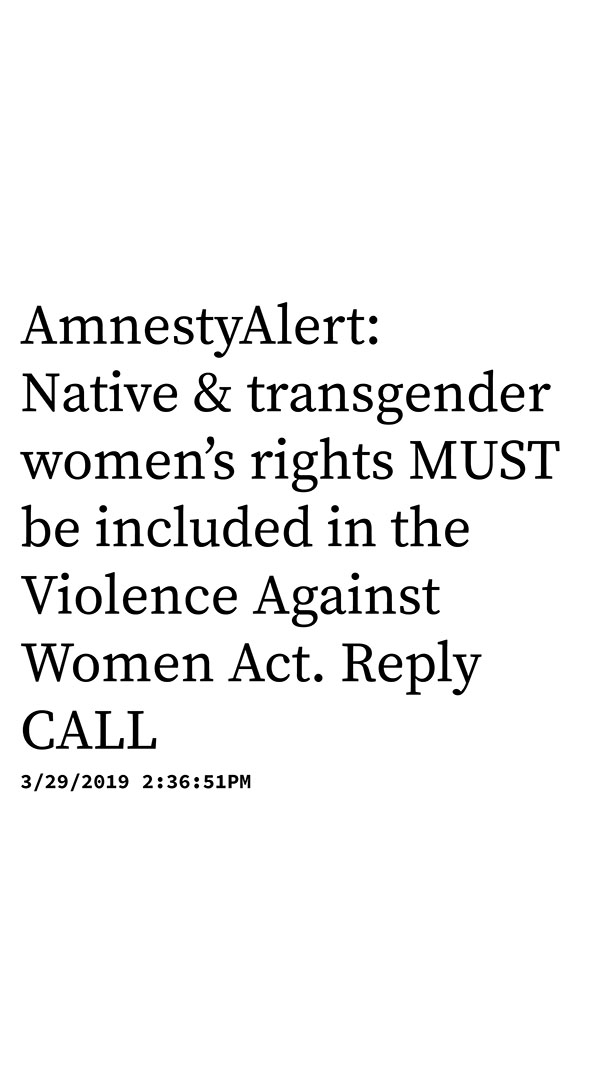 AmnestyAlert:
Native & transgender
women’s rights MUST
be included in the
Violence Against
Women Act. Reply
CALL
3/29/2019 2:36:51PM